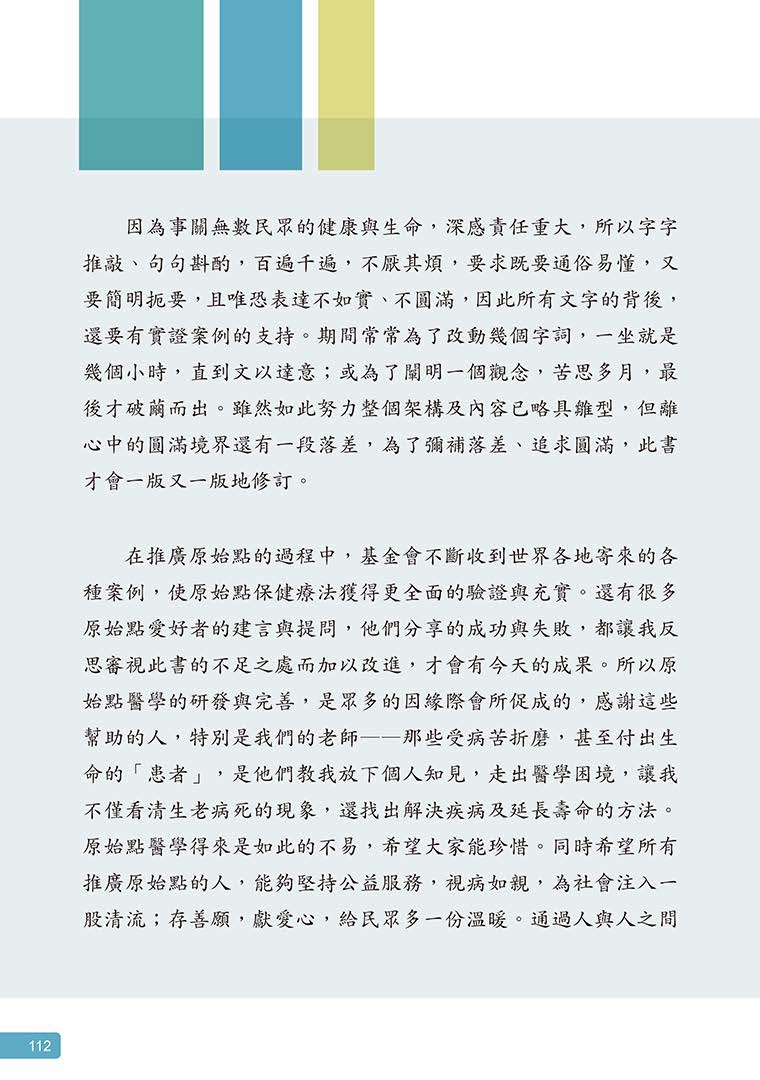 因為事關無數民眾的健康與生命，深感責任重大，所以字字
推敲、句句斟酌，百遍千遍，不厭其煩，要求既要通俗易懂，又
要簡明扼要，且唯恐表達不如實、不圓滿，因此所有文字的背後，
還要有實證案例的支持。期間常常為了改動幾個字詞，一坐就是
幾個小時，直到文以達意；或為了闡明一個觀念，苦思多月，最
後才破繭而出。雖然如此努力整個架構及內容已略具雛型，但離
心中的圓滿境界還有一段落差，為了彌補落差、追求圓滿，此書
才會一版又一版地修訂。
在推廣原始點的過程中，基金會不斷收到世界各地寄來的各
種案例，使原始點保健療法獲得更全面的驗證與充實。還有很多
原始點愛好者的建言與提問，他們分享的成功與失敗，都讓我反
思審視此書的不足之處而加以改進，才會有今天的成果。所以原
始點醫學的研發與完善，是眾多的因緣際會所促成的，感謝這些
幫助的人，特別是我們的老師——那些受病苦折磨，甚至付出生
命的「患者」，是他們教我放下個人知見，走出醫學困境，讓我
不僅看清生老病死的現象，還找出解決疾病及延長壽命的方法。
原始點醫學得來是如此的不易，希望大家能珍惜。同時希望所有
推廣原始點的人，能夠堅持公益服務，視病如親，為社會注入一
股清流；存善願，獻愛心，給民眾多一份溫暖。通過人與人之間
112